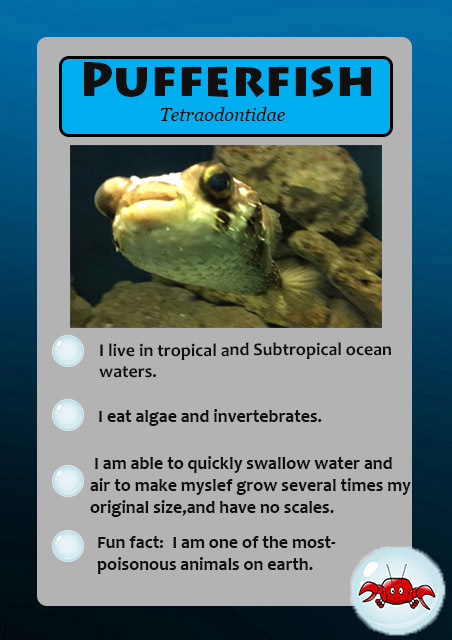 PUFFERFISH
Tetraodontidae
I live in tropical and Subtropical ocean
waters.
I eat algae and invertebrates.
I am able to quickly swallow water and
air to make myslef grow several times my
original size,and have no scales.
Fun fact: I am one of the most-
poisonous animals on earth.